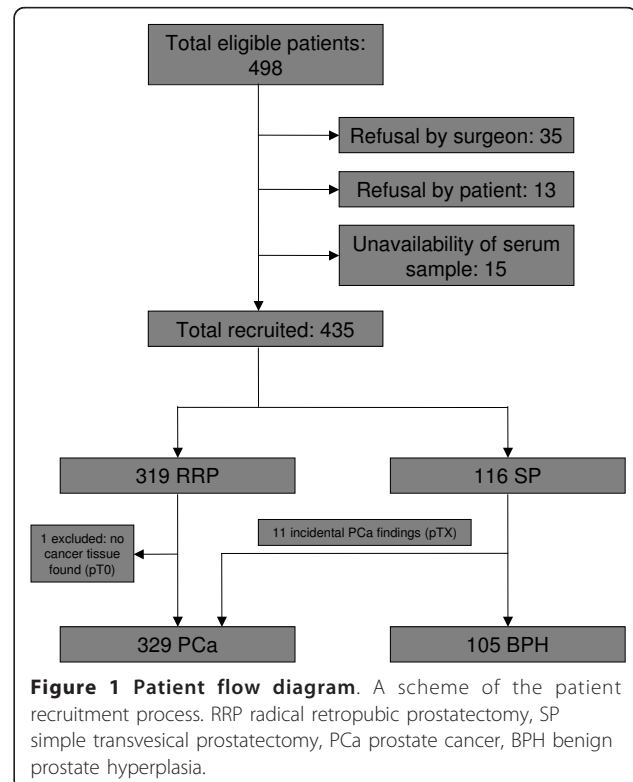 Total eligible patients:
498
Refusal by surgeon: 35
Refusal by patient: 13
Unavailability of serum
sample: 15
Total recruited: 435
319 RRP
116 SP
1 excluded: no
cancer tissue
found (pT0)
11 incidental PCa findings (pTX)
329 PCa
105 BPH
Figure 1 Patient flow diagram. A scheme of the patient
recruitment process. RRP radical retropubic prostatectomy, SP
simple transvesical prostatectomy, PCa prostate cancer, BPH benign
prostate hyperplasia.